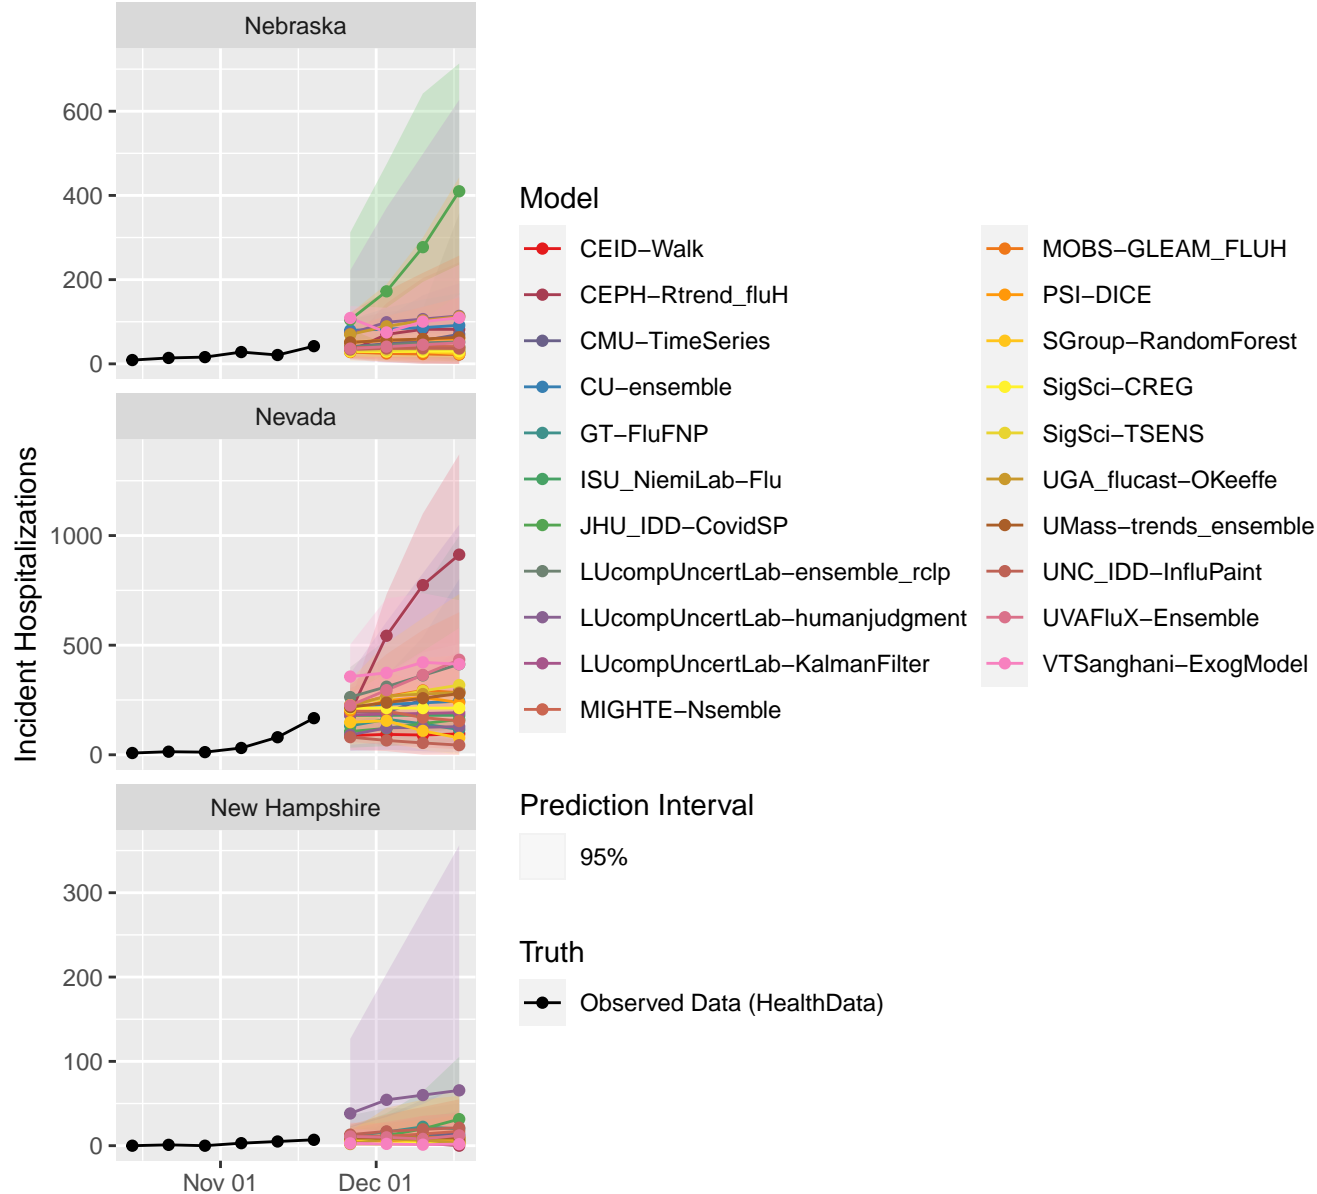 Nebraska
600
400
200
0
Nevada
1000
500
0
New Hampshire
300
200
100
0
Nov 01
Dec 01
Incident Hospitalizations
Model
CEID−Walk
CEPH−Rtrend_fluH
CMU−TimeSeries
CU−ensemble
GT−FluFNP
ISU_NiemiLab−Flu
JHU_IDD−CovidSP
LUcompUncertLab−ensemble_rclp
LUcompUncertLab−humanjudgment
LUcompUncertLab−KalmanFilter
MIGHTE−Nsemble
MOBS−GLEAM_FLUH
PSI−DICE
SGroup−RandomForest
SigSci−CREG
SigSci−TSENS
UGA_flucast−OKeeffe
UMass−trends_ensemble
UNC_IDD−InfluPaint
UVAFluX−Ensemble
VTSanghani−ExogModel
Prediction Interval
95%
Truth
Observed Data (HealthData)